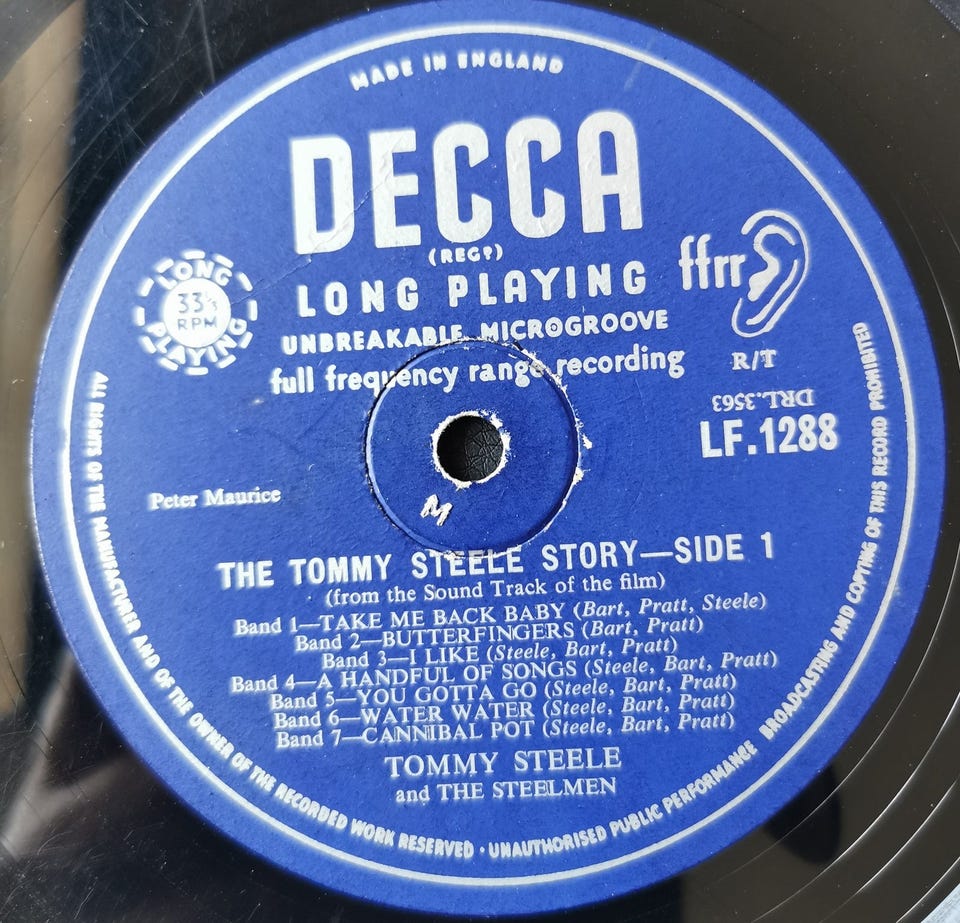 MADE IN ENGLAND
DECCA
(REGD)
LONG PLAYING
33⅓
RPM
LONG PLAYING
ffrr
UNBREAKABLE MICROGROOVE
full frequency range recording
R/T
DRL.3563
LF.1288
Peter Maurice
M
THE TOMMY STEELE STORY—SIDE 1
(from the Sound Track of the film)
Band 1—TAKE ME BACK BABY (Bart, Pratt, Steele)
Band 2—BUTTERFINGERS (Bart, Pratt)
Band 3—I LIKE (Steele, Bart, Pratt)
Band 4—A HANDFUL OF SONGS (Steele, Bart, Pratt)
Band 5—YOU GOTTA GO (Steele, Bart, Pratt)
Band 6—WATER WATER (Steele, Bart, Pratt)
Band 7—CANNIBAL POT (Steele, Bart, Pratt)
TOMMY STEELE
and THE STEELMEN
ALL RIGHTS OF THE MANUFACTURER AND OF THE OWNER OF THE RECORDED WORK RESERVED · UNAUTHORISED PUBLIC PERFORMANCE BROADCASTING AND COPYING OF THIS RECORD PROHIBITED